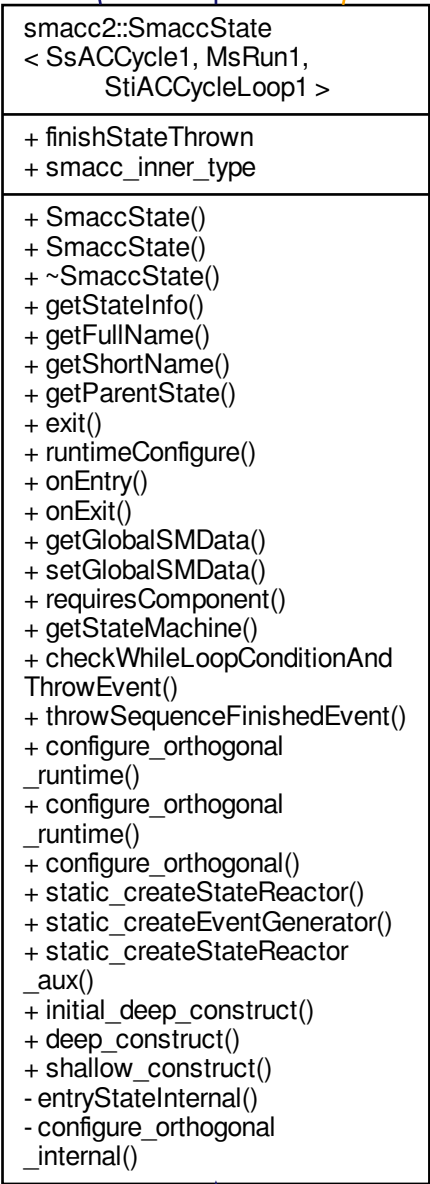 smacc2::SmaccState
< SsACCycle1, MsRun1,
StiACCycleLoop1 >
+ finishStateThrown
+ smacc_inner_type
+ SmaccState()
+ SmaccState()
+ ~SmaccState()
+ getStateInfo()
+ getFullName()
+ getShortName()
+ getParentState()
+ exit()
+ runtimeConfigure()
+ onEntry()
+ onExit()
+ getGlobalSMData()
+ setGlobalSMData()
+ requiresComponent()
+ getStateMachine()
+ checkWhileLoopConditionAnd
ThrowEvent()
+ throwSequenceFinishedEvent()
+ configure_orthogonal
_runtime()
+ configure_orthogonal
_runtime()
+ configure_orthogonal()
+ static_createStateReactor()
+ static_createEventGenerator()
+ static_createStateReactor
_aux()
+ initial_deep_construct()
+ deep_construct()
+ shallow_construct()
- entryStateInternal()
- configure_orthogonal
_internal()